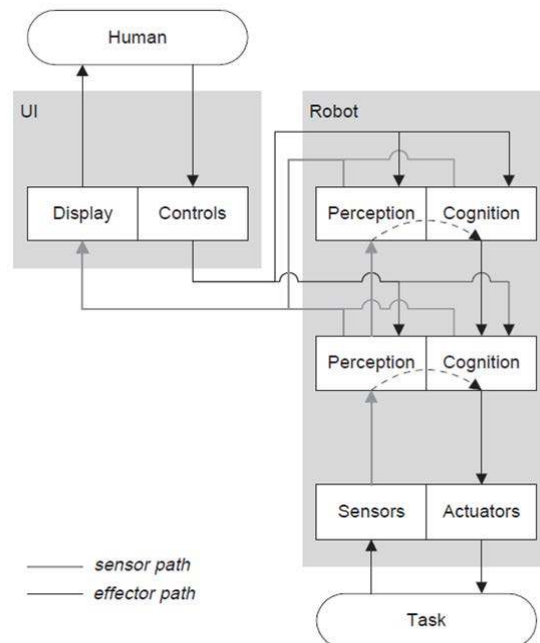 Human
UI
Robot
Display Controls
Perception Cognition
Perception Cognition
Sensors Actuators
sensor path
effector path
Task